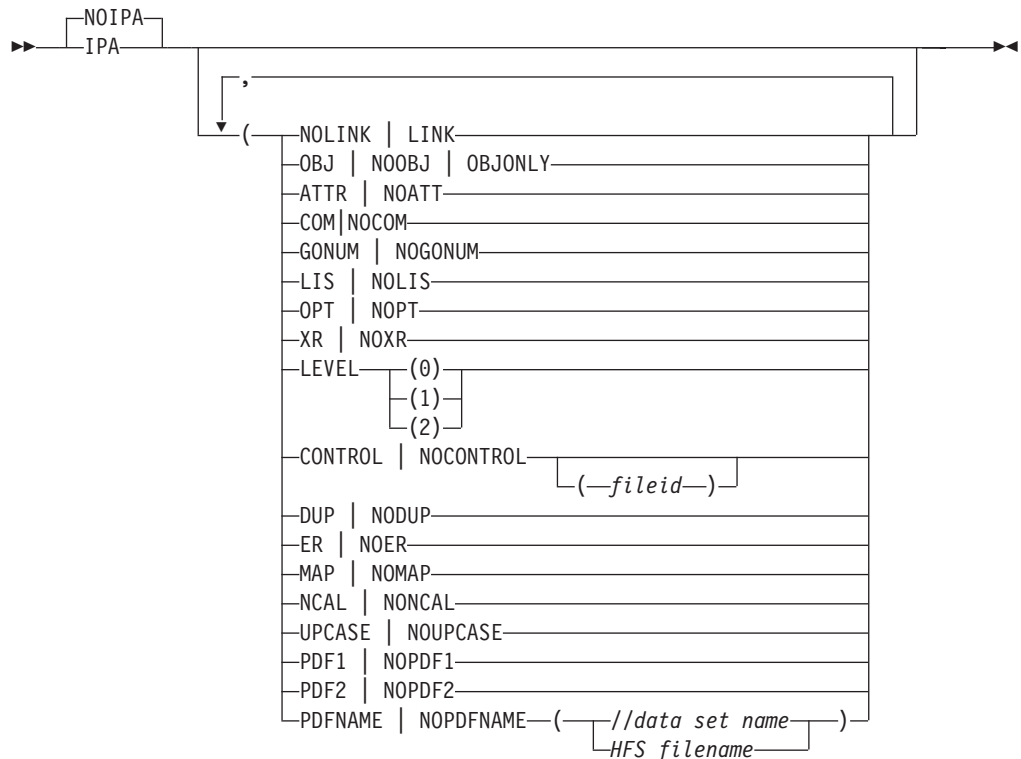 NOIPA
IPA
,
( NOLINK | LINK
OBJ | NOOBJ | OBJONLY
ATTR | NOATT
COM|NOCOM
GONUM | NOGONUM
LIS | NOLIS
OPT | NOPT
XR | NOXR
LEVEL (0)
(1)
(2)
CONTROL | NOCONTROL
( fileid )
DUP | NODUP
ER | NOER
MAP | NOMAP
NCAL | NONCAL
UPCASE | NOUPCASE
PDF1 | NOPDF1
PDF2 | NOPDF2
PDFNAME | NOPDFNAME ( //data set name )
HFS filename